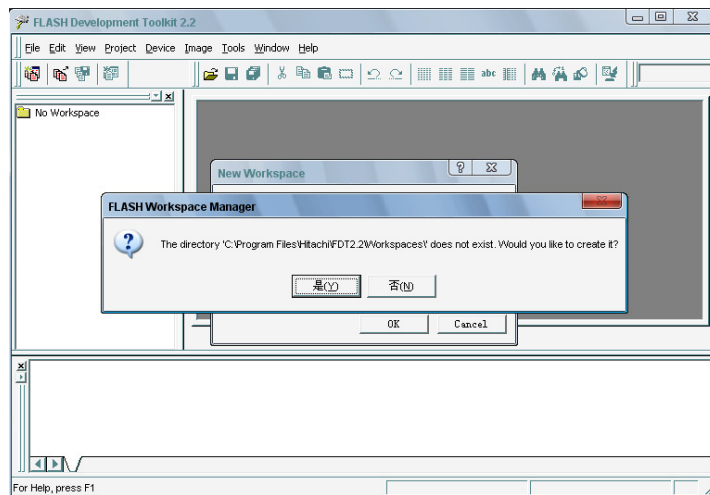 FLASH Development Toolkit 2.2
File Edit View Project Device Image Tools Window Help
abc
No Workspace
New Workspace
FLASH Workspace Manager
The directory 'C:\Program Files\Hitachi\FDT2.2\Workspaces\' does not exist. Would you like to create it?
是(Y) 否(N)
OK Cancel
For Help, press F1